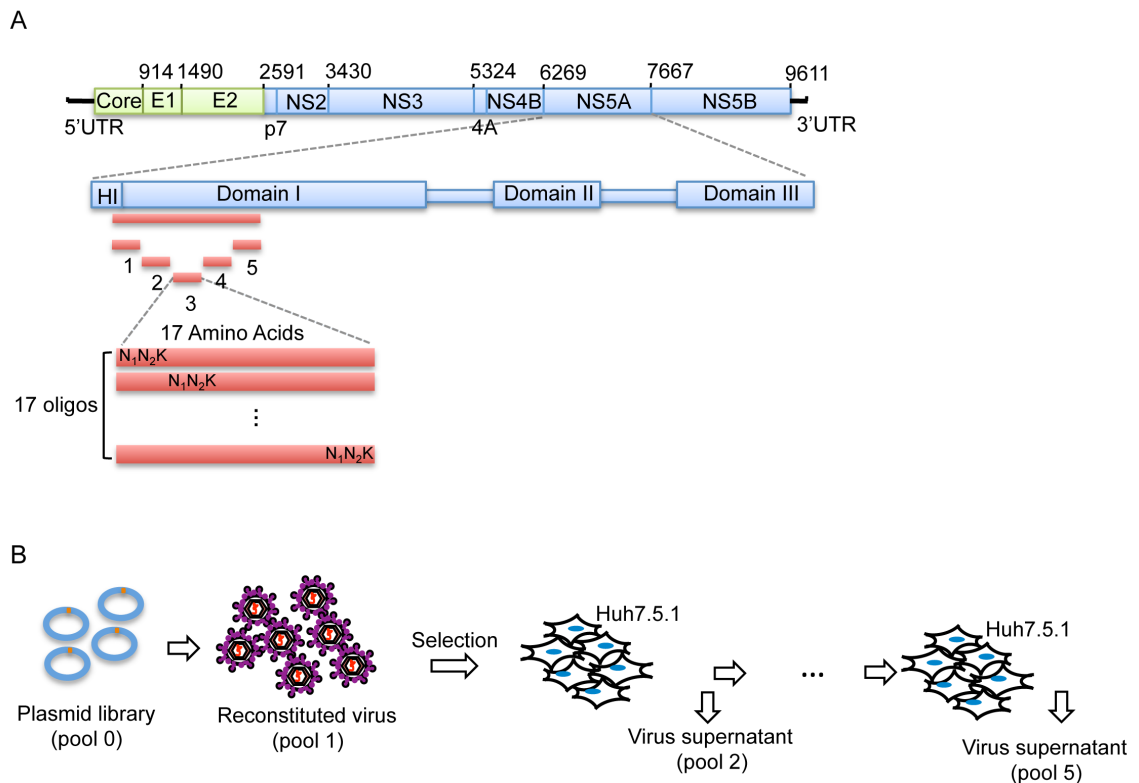 A
914 1490 2591 3430 5324 6269 7667 9611
Core E1 E2 NS2 NS3 NS4B NS5A NS5B
5'UTR p7 4A 3'UTR
HI Domain I Domain II Domain III
1 5
2 4
3
17 Amino Acids
N₁N₂K
N₁N₂K
17 oligos
⋮
N₁N₂K
B
Huh7.5.1
Huh7.5.1
Selection
...
Plasmid library
(pool 0)
Reconstituted virus
(pool 1)
Virus supernatant
(pool 2)
Virus supernatant
(pool 5)